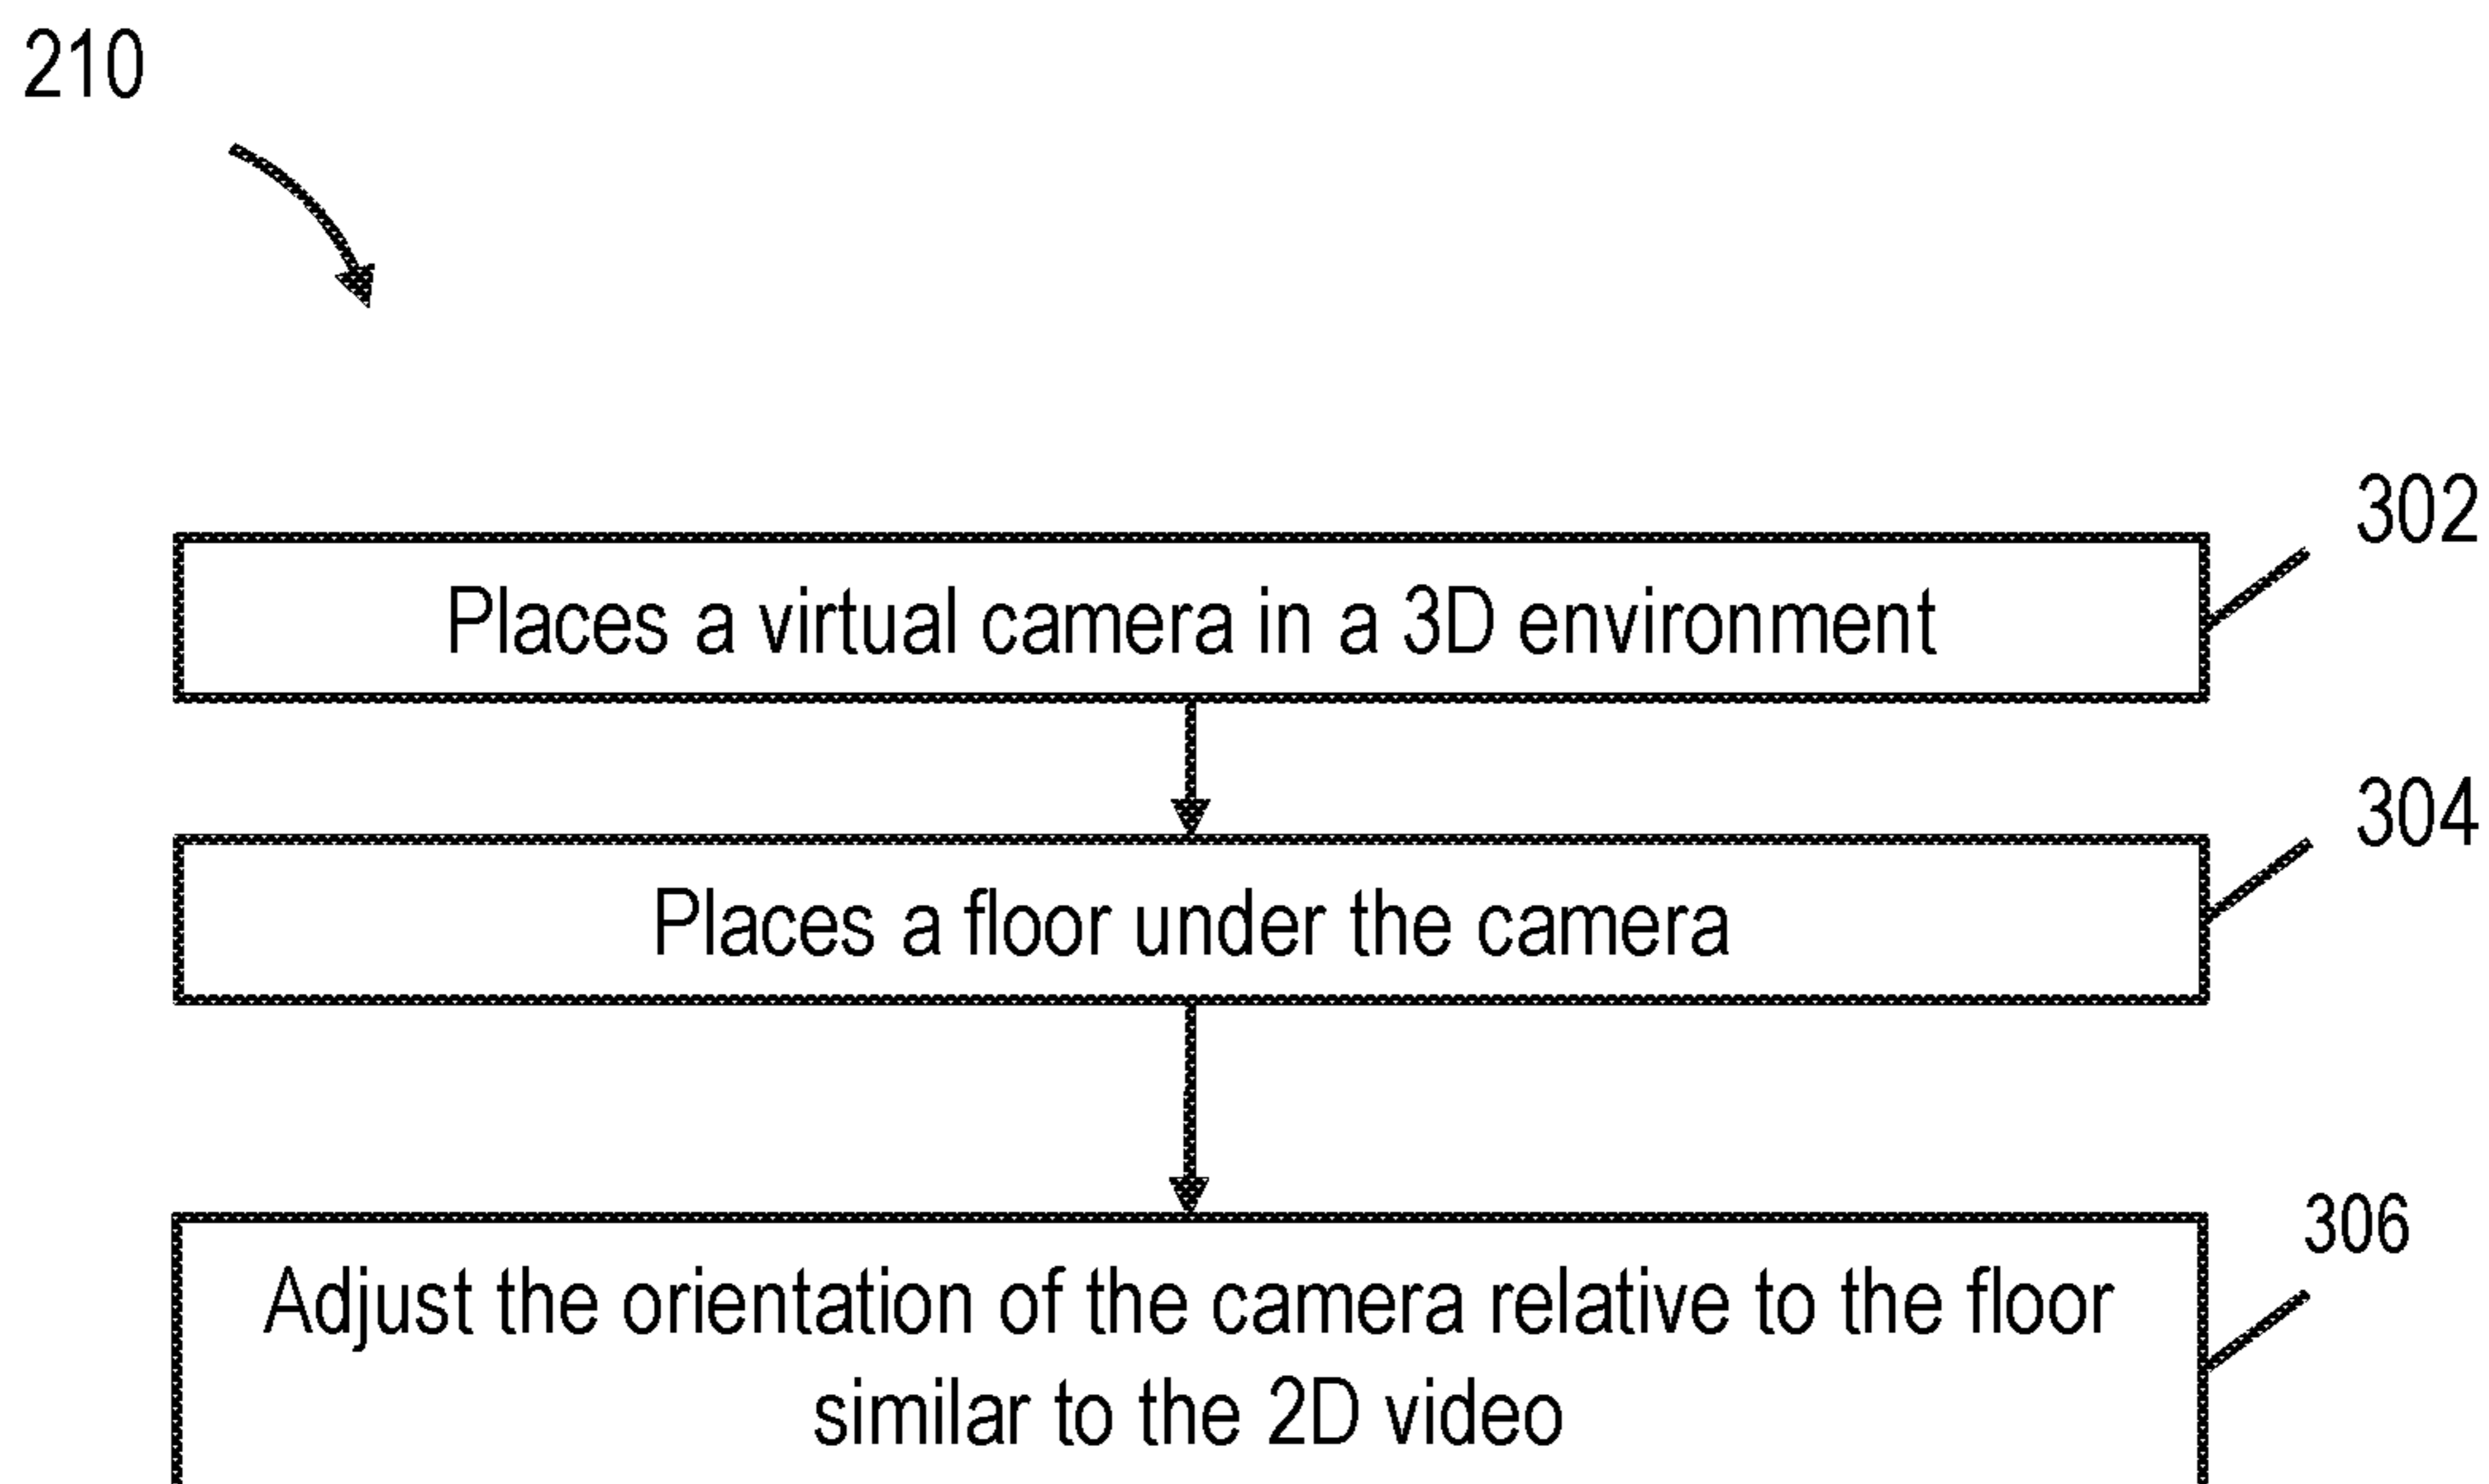 210
302
Places a virtual camera in a 3D environment
304
Places a floor under the camera
306
Adjust the orientation of the camera relative to the floor
similar to the 2D video